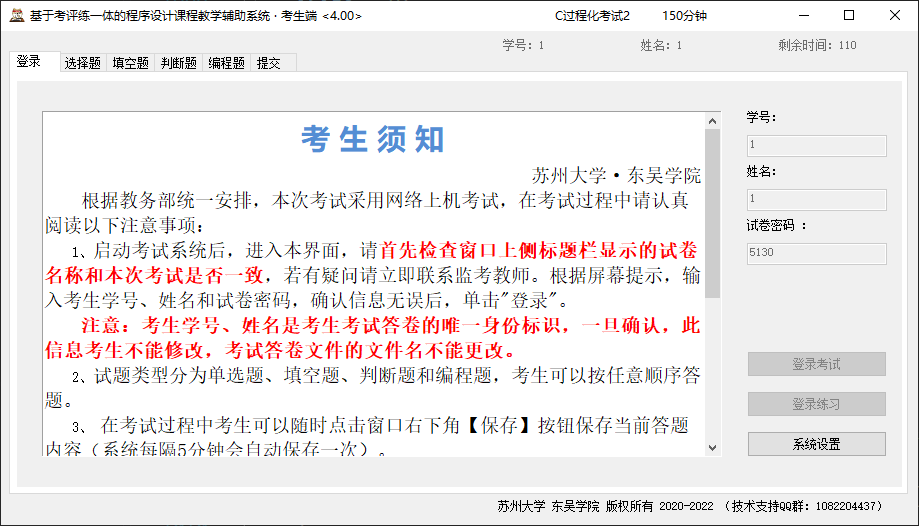 基于考评练一体的程序设计课程教学辅助系统·考生端 <4.00> C过程化考试2 150分钟
学号：1 姓名：1 剩余时间：110
登录 选择题 填空题 判断题 编程题 提交
考生须知
苏州大学·东吴学院
根据教务部统一安排，本次考试采用网络上机考试，在考试过程中请认真
阅读以下注意事项：
1、启动考试系统后，进入本界面，请首先检查窗口上侧标题栏显示的试卷
名称和本次考试是否一致，若有疑问请立即联系监考教师。根据屏幕提示，输
入考生学号、姓名和试卷密码，确认信息无误后，单击"登录"。
注意：考生学号、姓名是考生考试答卷的唯一身份标识，一旦确认，此
信息考生不能修改，考试答卷文件的文件名不能更改。
2、试题类型分为单选题、填空题、判断题和编程题，考生可以按任意顺序答
题。
3、 在考试过程中考生可以随时点击窗口右下角【保存】按钮保存当前答题
内容（系统每隔5分钟会自动保存一次）。
学号：
1
姓名：
1
试卷密码 ：
5130
登录考试
登录练习
系统设置
苏州大学 东吴学院 版权所有 2020-2022 （技术支持QQ群：1082204437）